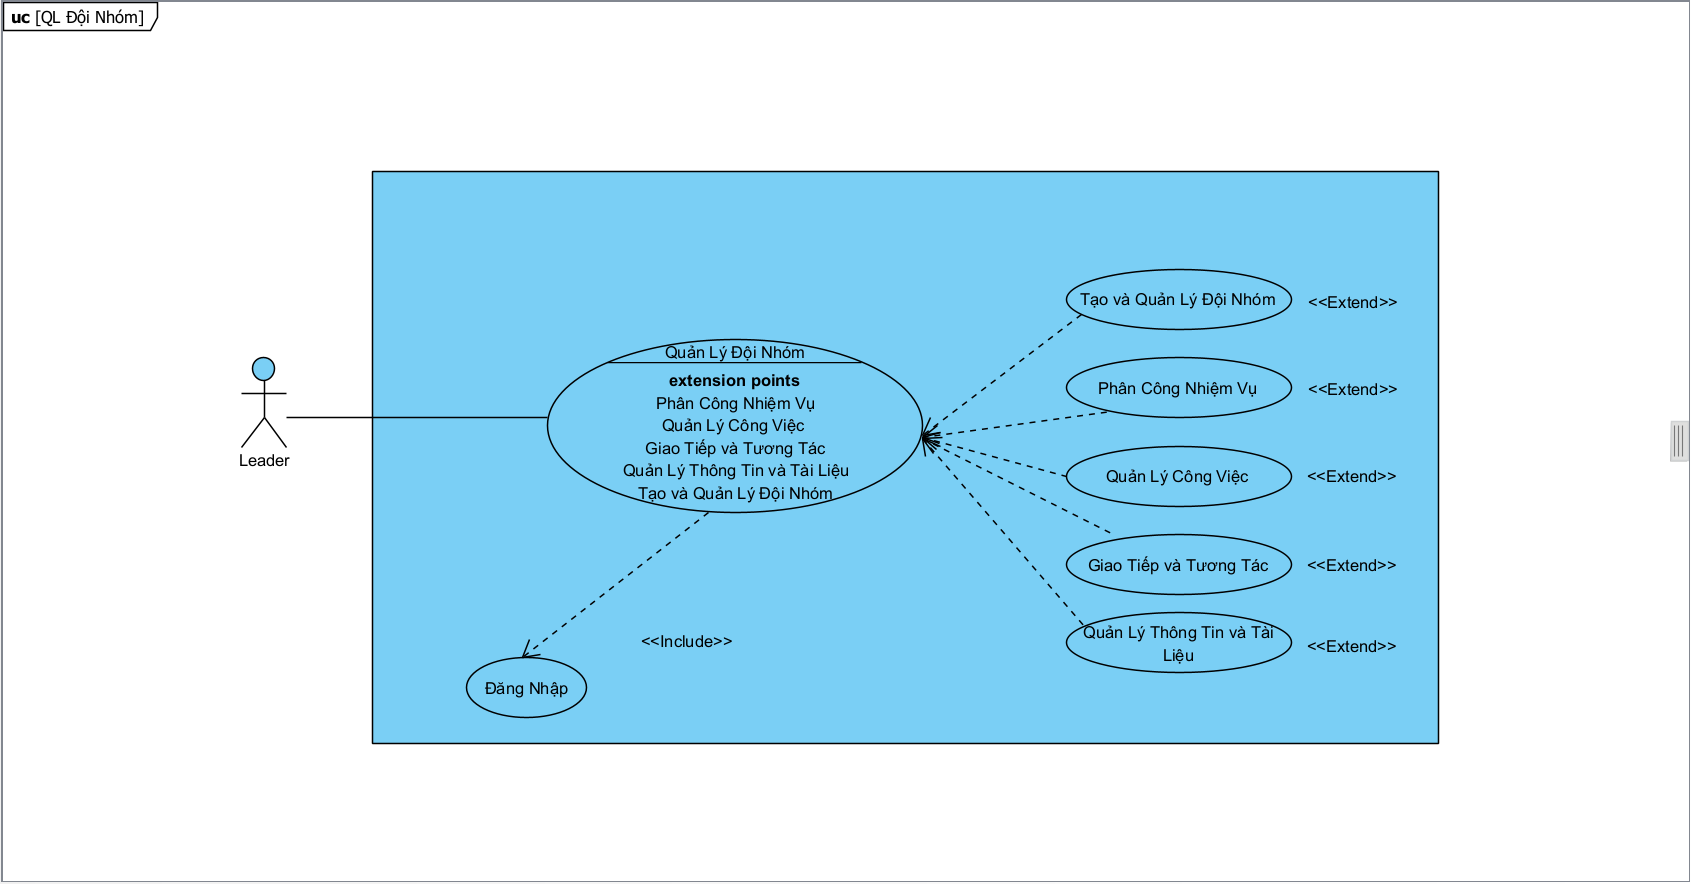 uc [QL Đội Nhóm]
Leader
Quản Lý Đội Nhóm
extension points
Phân Công Nhiệm Vụ
Quản Lý Công Việc
Giao Tiếp và Tương Tác
Quản Lý Thông Tin và Tài Liệu
Tạo và Quản Lý Đội Nhóm
<<Include>>
Đăng Nhập
Tạo và Quản Lý Đội Nhóm
<<Extend>>
Phân Công Nhiệm Vụ
<<Extend>>
Quản Lý Công Việc
<<Extend>>
Giao Tiếp và Tương Tác
<<Extend>>
Quản Lý Thông Tin và Tài
Liệu
<<Extend>>